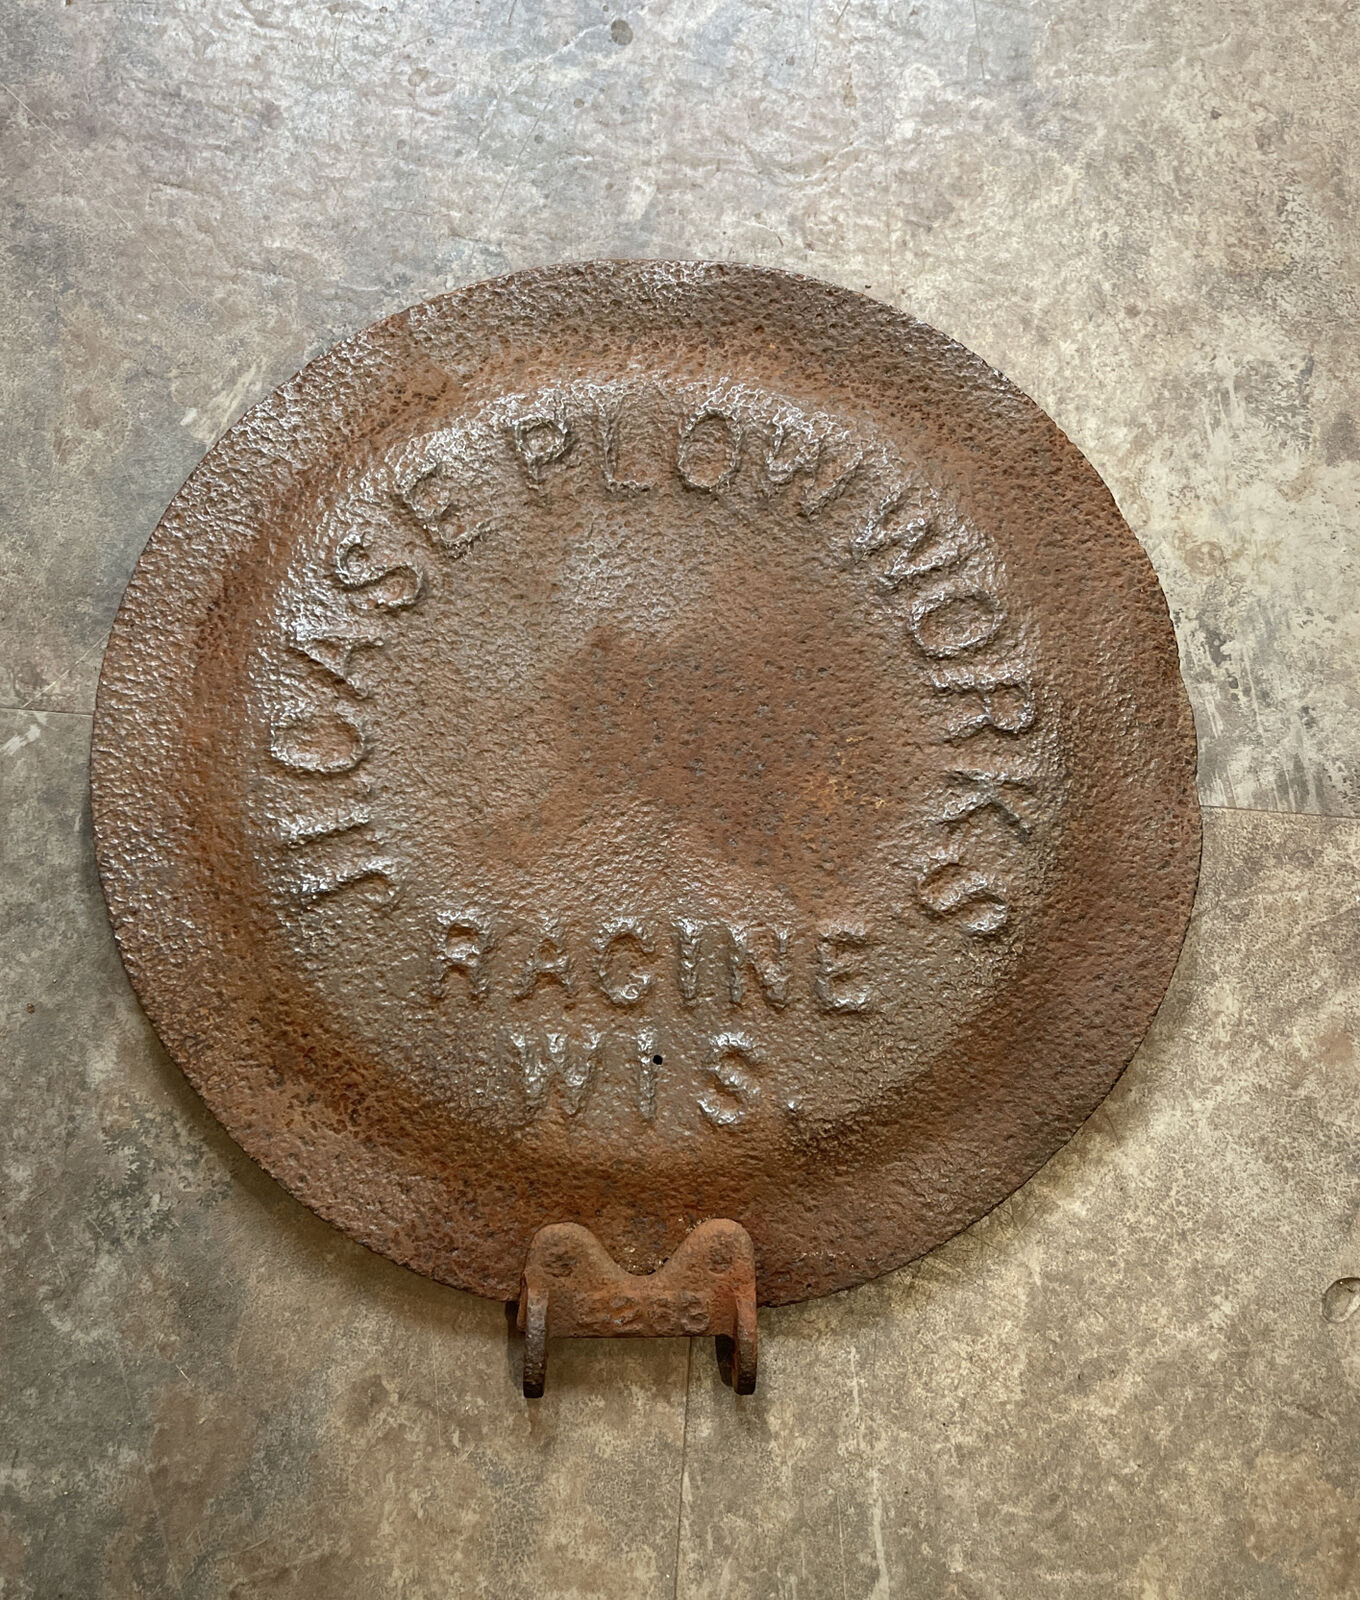 J I CASE PLOW WORKS
RACINE
WIS.